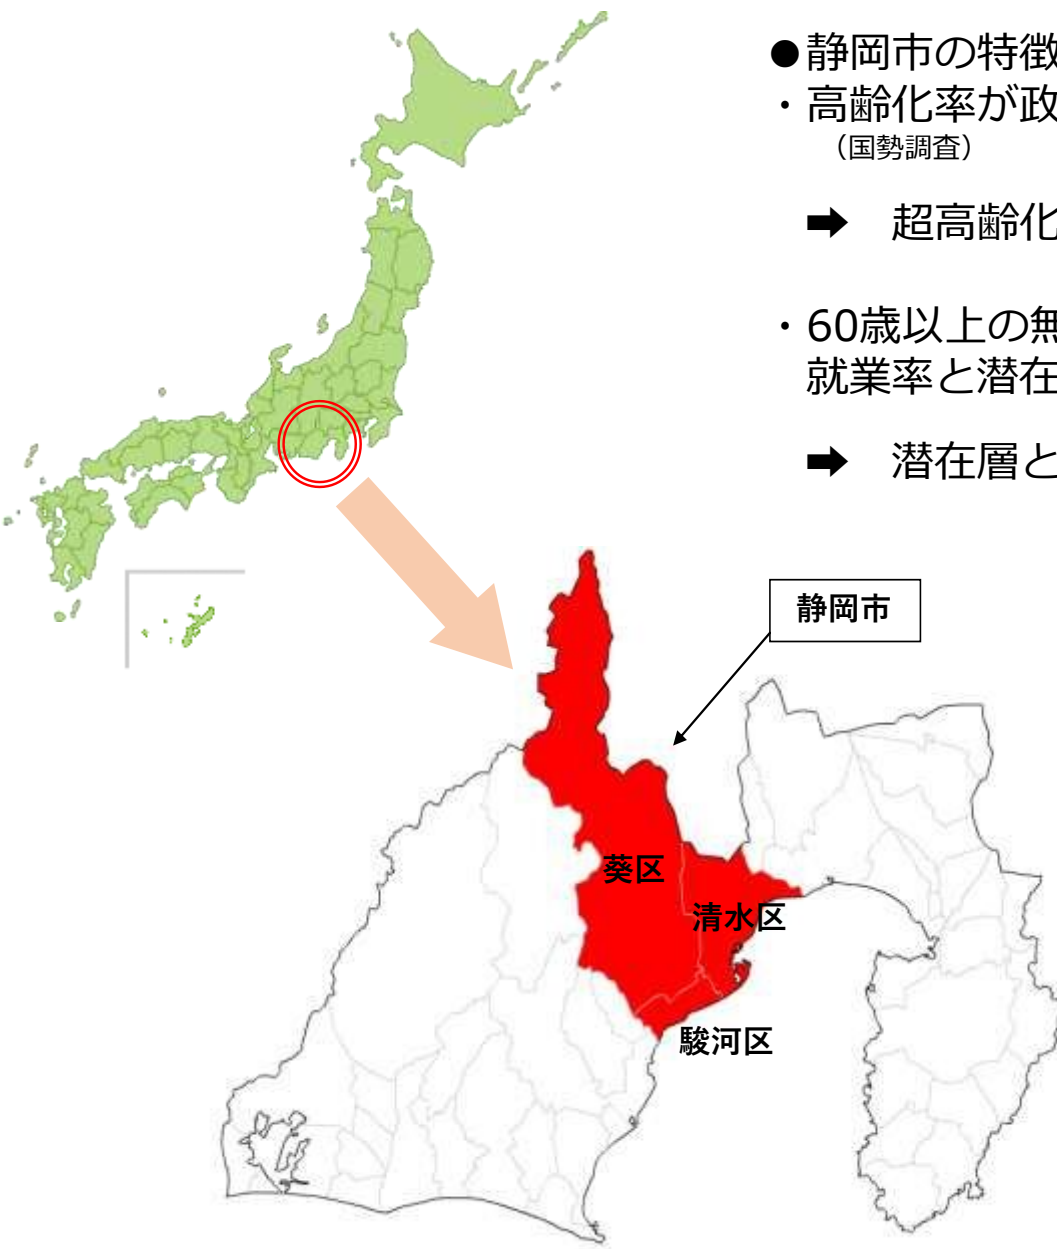 ●静岡市の特徴
・高齢化率が政
（国勢調査）
➡ 超高齢化
・60歳以上の無
就業率と潜在
➡ 潜在層と
静岡市
葵区
清水区
駿河区